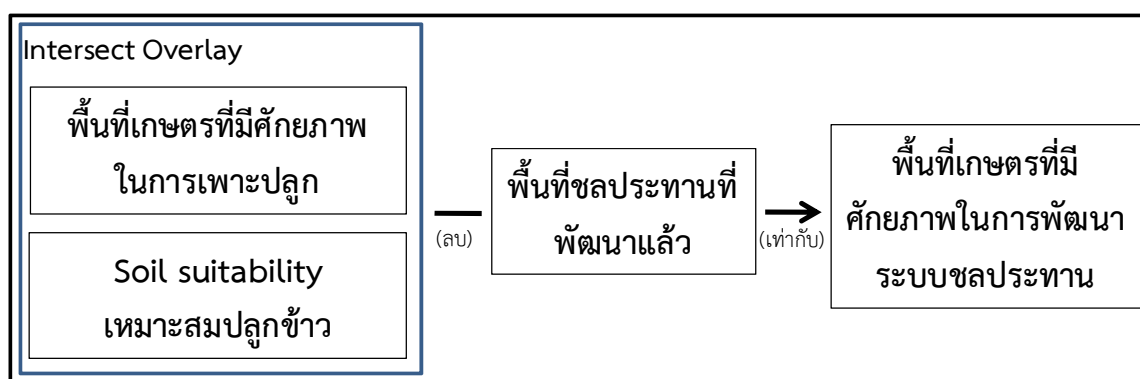 Intersect Overlay
พื้นที่เกษตรที่มีศักยภาพ
ในการเพาะปลูก
Soil suitability
เหมาะสมปลูกข้าว
(ลบ)
พื้นที่ชลประทานที่
พัฒนาแล้ว
(เท่ากับ)
พื้นที่เกษตรที่มี
ศักยภาพในการพัฒนา
ระบบชลประทาน